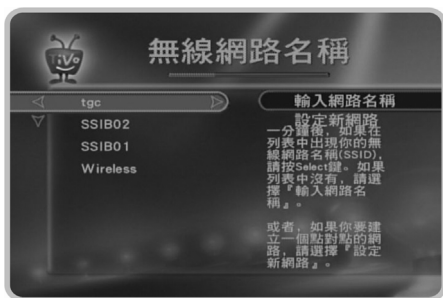 TiVo
無線網路名稱
tgc
SSIB02
SSIB01
Wireless
輸入網路名稱
設定新網路
一分鐘後，如果在
列表中出現你的無
線網路名稱(SSID)，
請按Select鍵。如果
列表中沒有，請選
擇『輸入網路名
稱』。
或者，如果你要建
立一個點對點的網
路，請選擇『設定
新網路』。